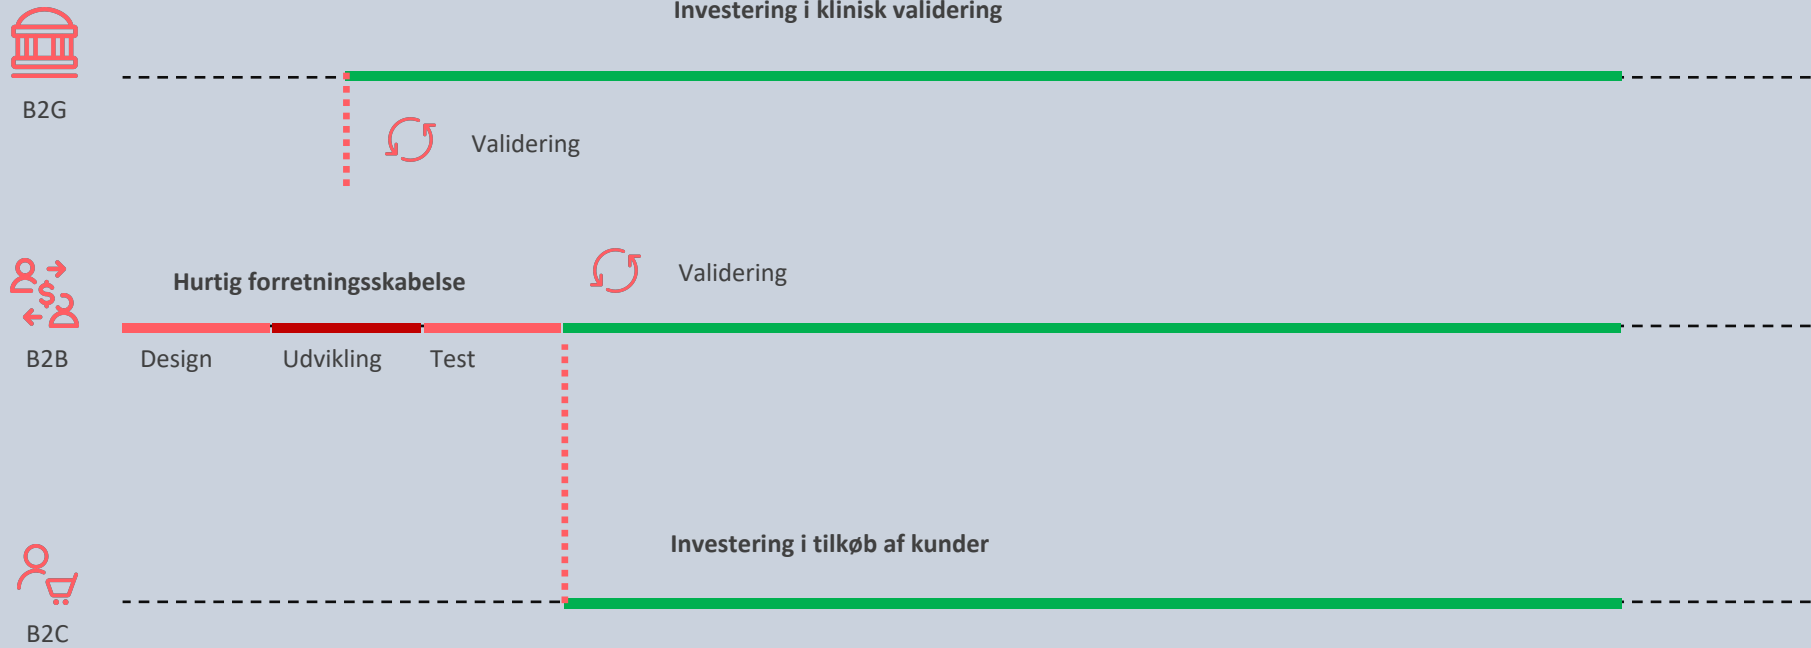 Investering i klinisk validering
B2G
Validering
Validering
Hurtig forretningsskabelse
B2B
Design
Udvikling
Test
Investering i tilkøb af kunder
B2C